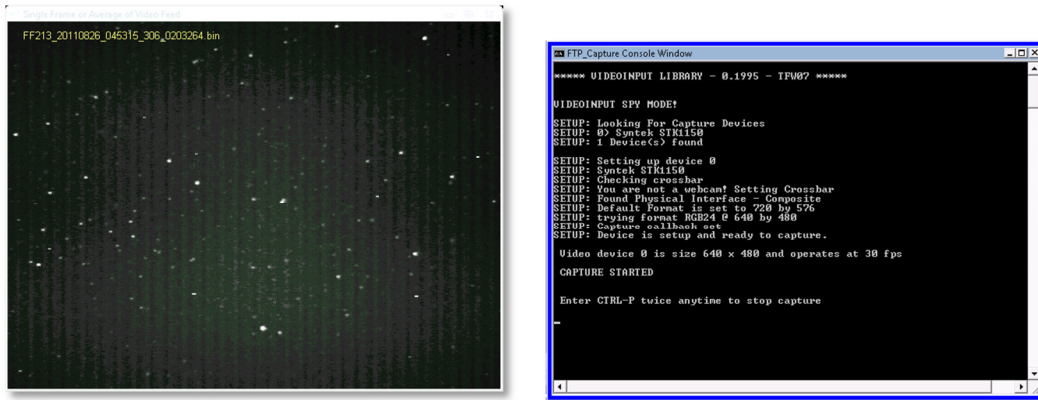 Single Frame or Average of Video Feed
FF213_20110826_045315_306_0203264.bin
FTP_Capture Console Window
***** VIDEOINPUT LIBRARY - 0.1995 - TFW07 *****
VIDEOINPUT SPY MODE!
SETUP: Looking For Capture Devices
SETUP: 0) Syntek STK1150
SETUP: 1 Device(s) found
SETUP: Setting up device 0
SETUP: Syntek STK1150
SETUP: Checking crossbar
SETUP: You are not a webcam! Setting Crossbar
SETUP: Found Physical Interface - Composite
SETUP: Default Format is set to 720 by 576
SETUP: trying format RGB24 @ 640 by 480
SETUP: Capture callback set
SETUP: Device is setup and ready to capture.
Video device 0 is size 640 x 480 and operates at 30 fps
CAPTURE STARTED
Enter CTRL-P twice anytime to stop capture